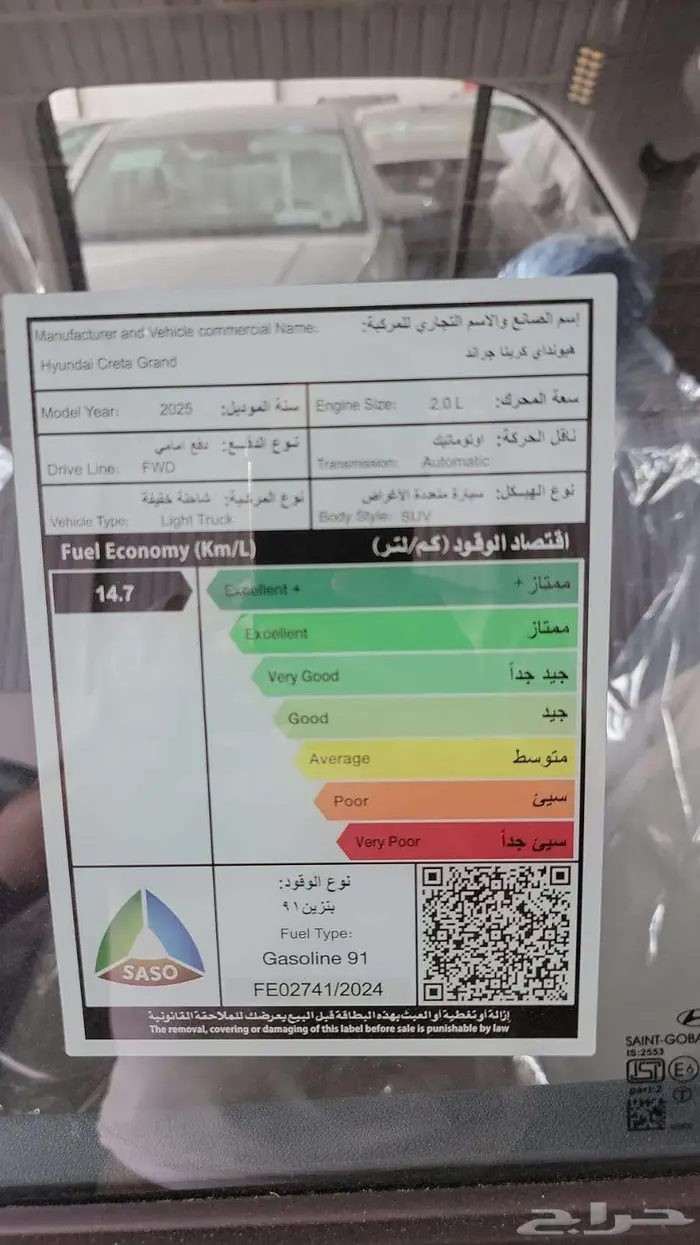 Manufacturer and Vehicle commercial Name: إسم الصانع والاسم التجاري للمركبة:
Hyundai Creta Grand هيونداي كريتا جراند
Model Year: 2025 سنة الموديل: Engine Size: 2.0 L سعة المحرك:
نوع الدفع: دفع امامي ناقل الحركة: اوتوماتيك
Drive Line: FWD Transmission: Automatic
نوع المركبة: شاحنة خفيفة نوع الهيكل: سيارة متعددة الأغراض
Vehicle Type: Light Truck Body Style: SUV
Fuel Economy (Km/L) اقتصاد الوقود (كم/لتر)
14.7 Excellent + ممتاز +
Excellent ممتاز
Very Good جيد جداً
Good جيد
Average متوسط
Poor سيئ
Very Poor سيئ جداً
نوع الوقود:
بنزين ٩١
Fuel Type:
Gasoline 91
FE02741/2024
SASO
إزالة أو تغطية أو العبث بهذه البطاقة قبل البيع يعرضك للملاحقة القانونية
The removal, covering or damaging of this label before sale is punishable by law
SAINT-GOBA
IS:2553
ISI E6
part:2
حراج